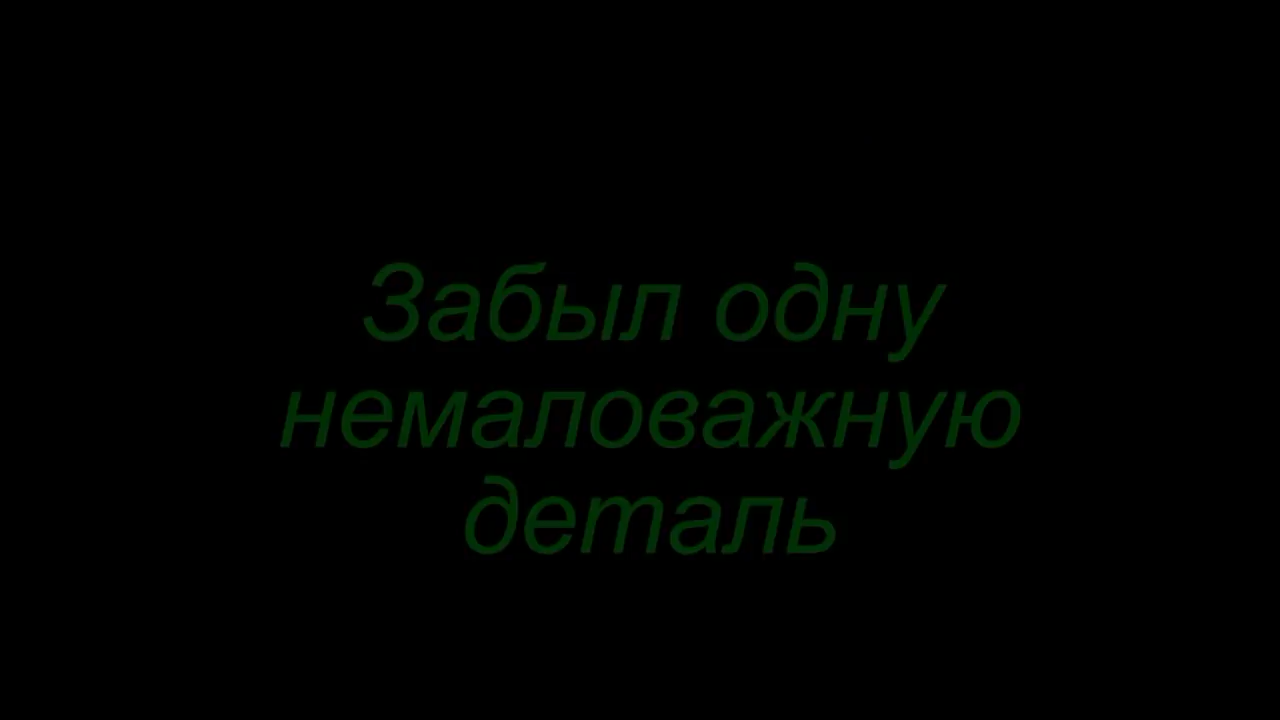 Забыл одну
немаловажную
деталь